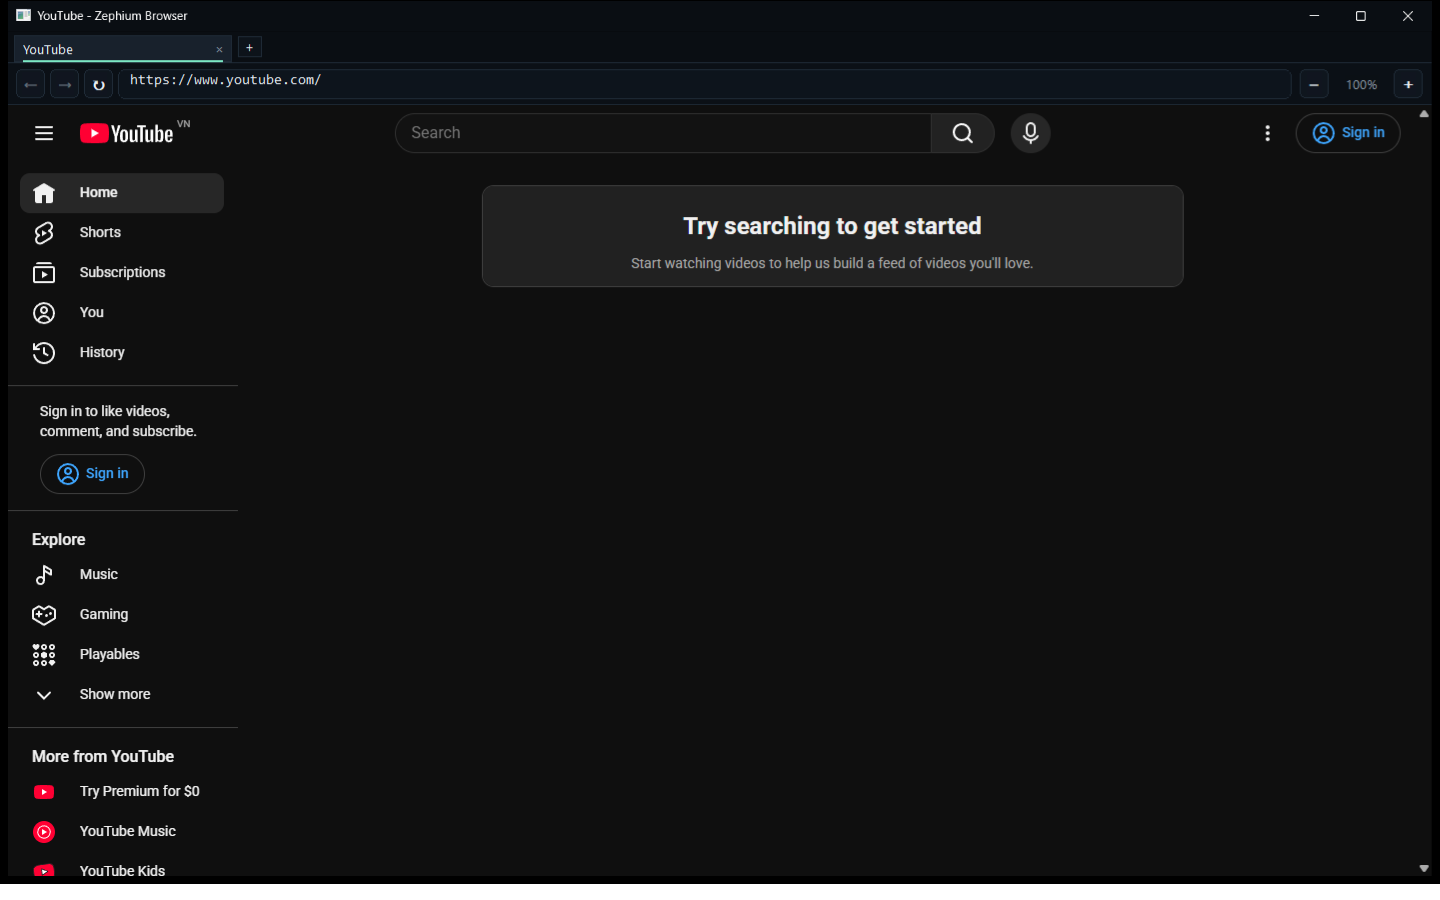 YouTube - Zephium Browser
YouTube
https://www.youtube.com/
100%
YouTube VN
Search
Sign in
Home
Shorts
Subscriptions
You
History
Sign in to like videos,
comment, and subscribe.
Sign in
Explore
Music
Gaming
Playables
Show more
More from YouTube
Try Premium for $0
YouTube Music
YouTube Kids
Try searching to get started
Start watching videos to help us build a feed of videos you'll love.